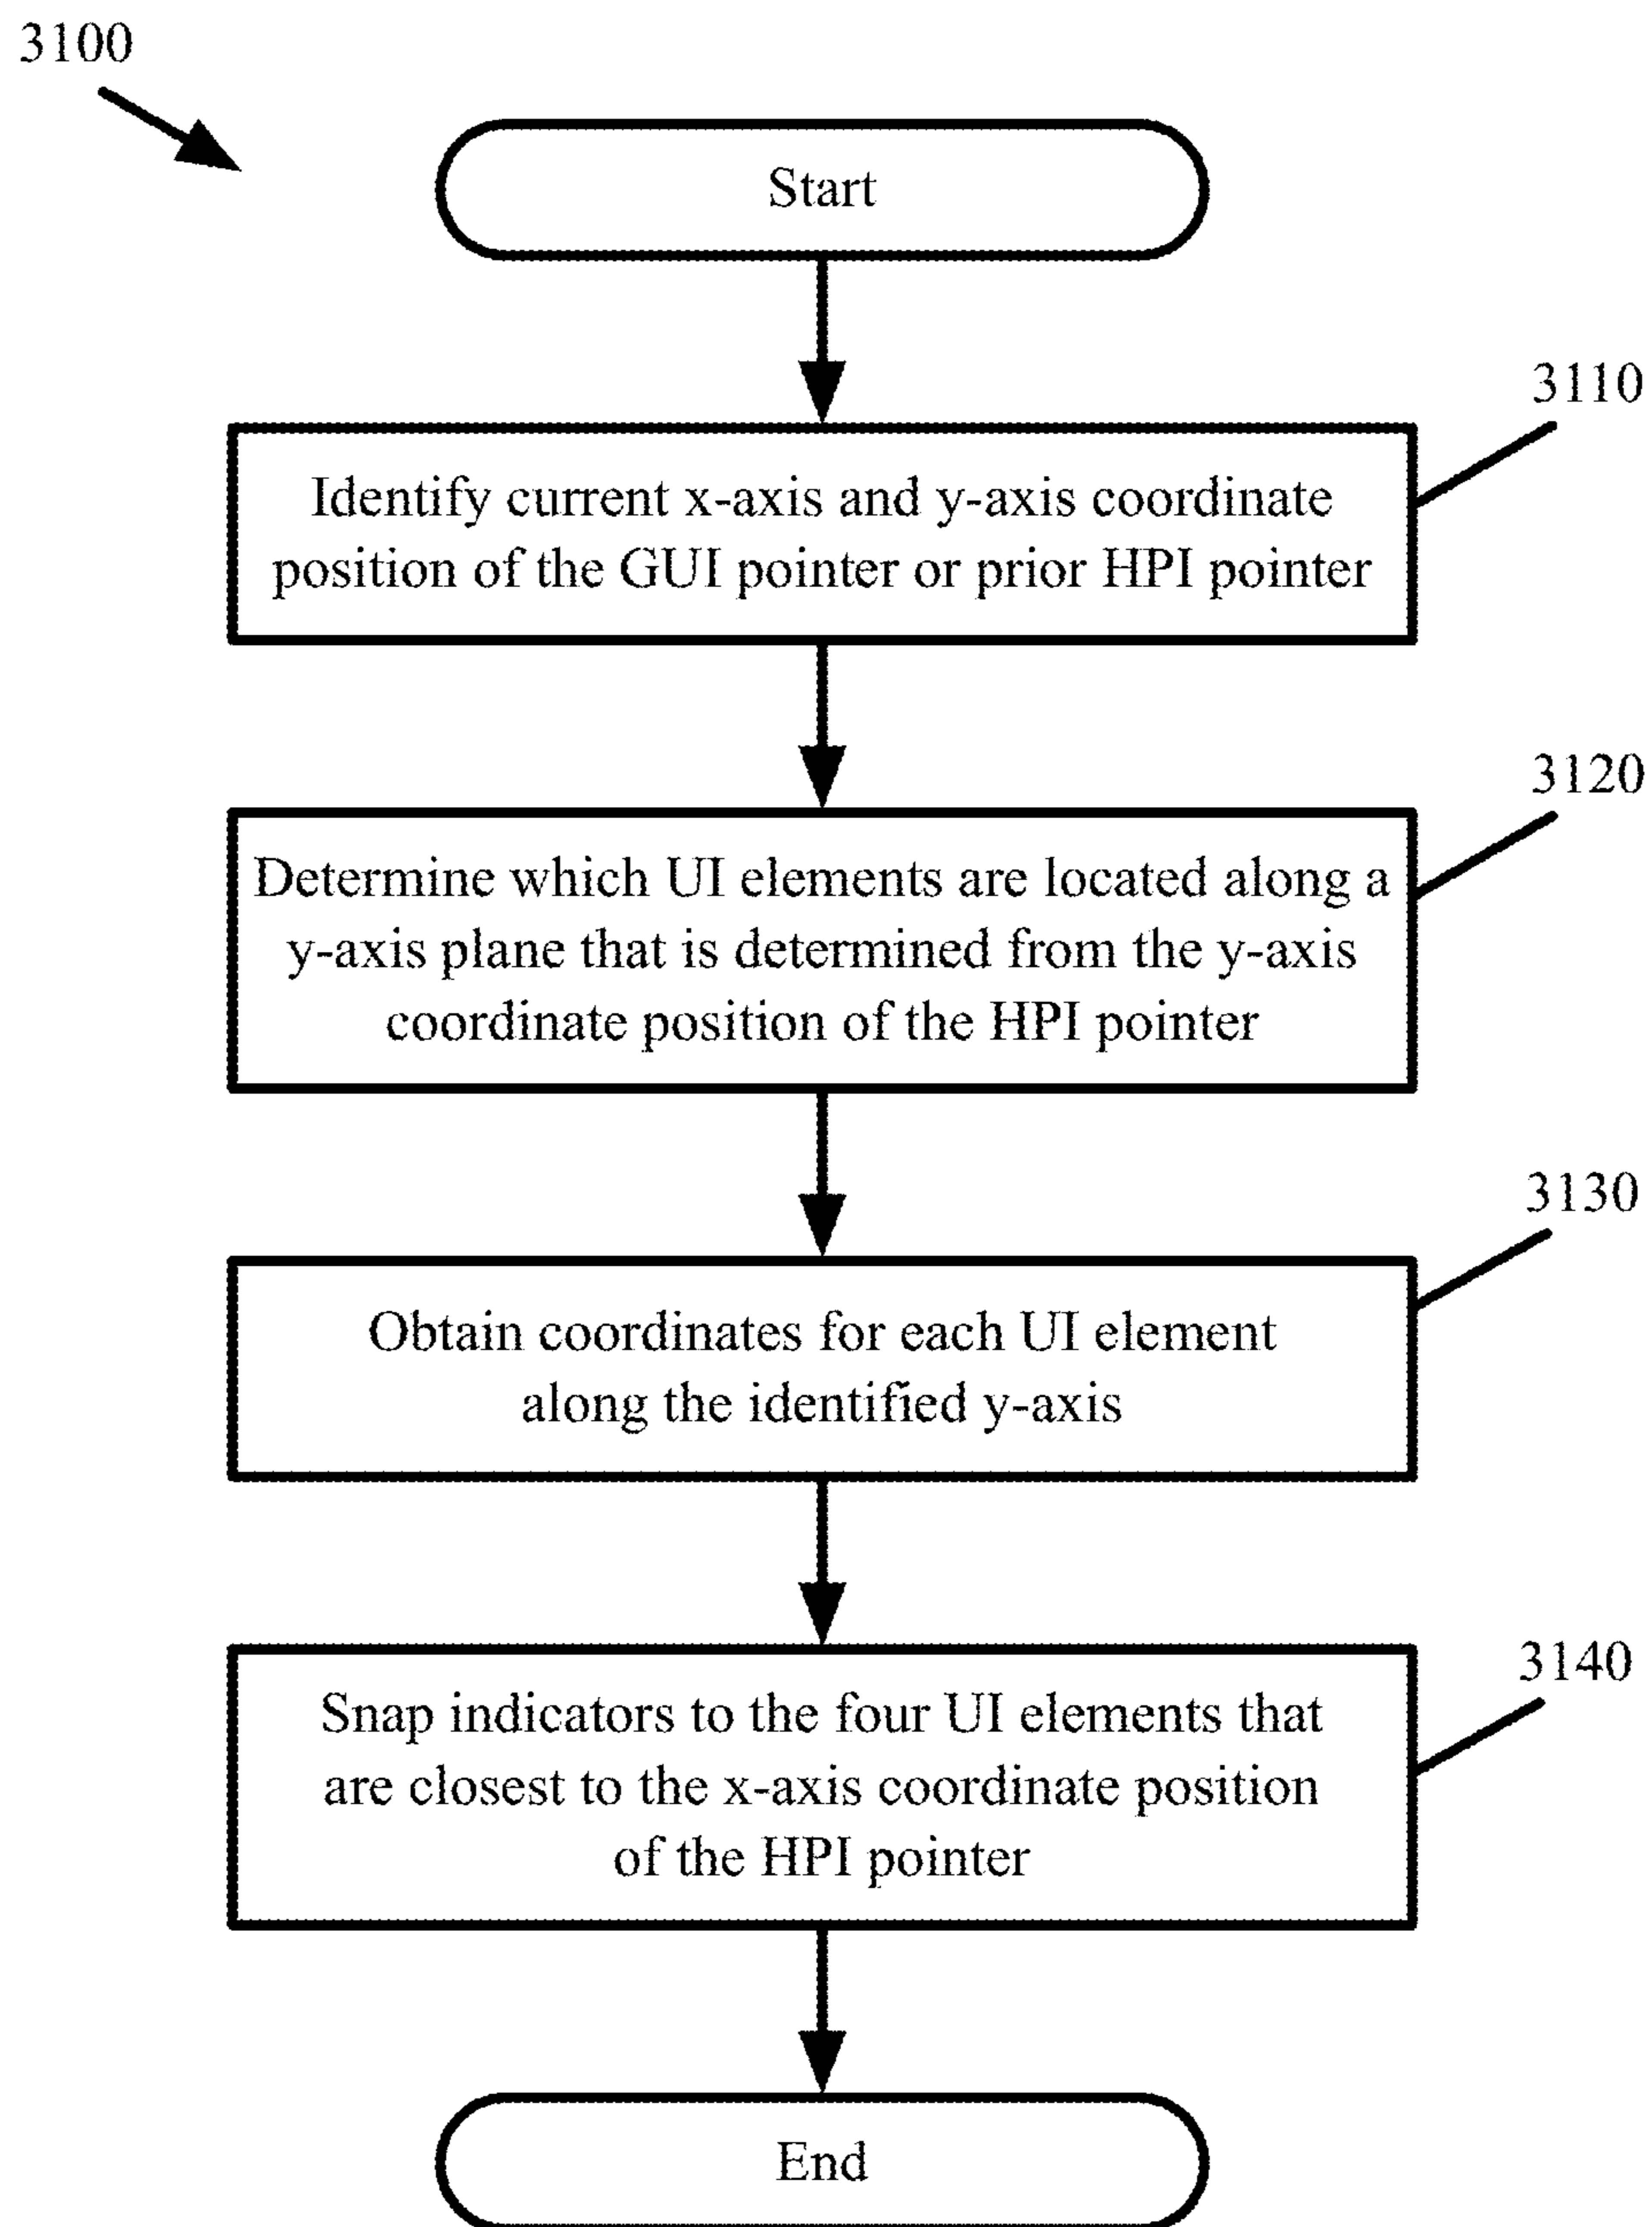 3100
Start
3110
Identify current x-axis and y-axis coordinate
position of the GUI pointer or prior HPI pointer
3120
Determine which UI elements are located along a
y-axis plane that is determined from the y-axis
coordinate position of the HPI pointer
3130
Obtain coordinates for each UI element
along the identified y-axis
3140
Snap indicators to the four UI elements that
are closest to the x-axis coordinate position
of the HPI pointer
End